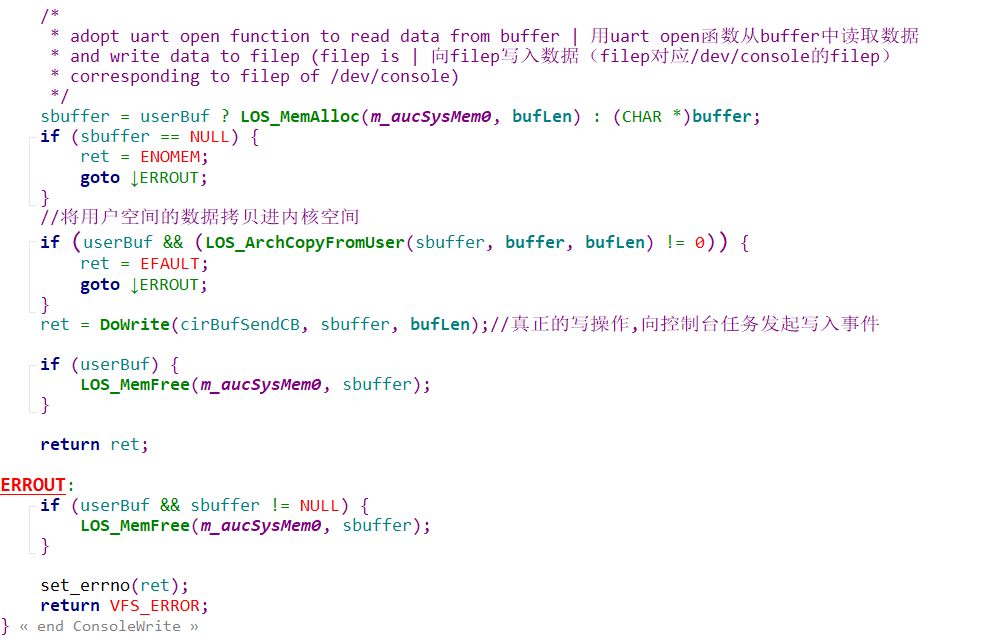 /*
 * adopt uart open function to read data from buffer | 用uart open函数从buffer中读取数据
 * and write data to filep (filep is | 向filep写入数据（filep对应/dev/console的filep）
 * corresponding to filep of /dev/console)
 */
sbuffer = userBuf ? LOS_MemAlloc(m_aucSysMem0, bufLen) : (CHAR *)buffer;
if (sbuffer == NULL) {
    ret = ENOMEM;
    goto ↓ERROUT;
}
//将用户空间的数据拷贝进内核空间
if (userBuf && (LOS_ArchCopyFromUser(sbuffer, buffer, bufLen) != 0)) {
    ret = EFAULT;
    goto ↓ERROUT;
}
ret = DoWrite(cirBufSendCB, sbuffer, bufLen);//真正的写操作,向控制台任务发起写入事件
if (userBuf) {
    LOS_MemFree(m_aucSysMem0, sbuffer);
}
return ret;
ERROUT:
if (userBuf && sbuffer != NULL) {
    LOS_MemFree(m_aucSysMem0, sbuffer);
}
set_errno(ret);
return VFS_ERROR;
} « end ConsoleWrite »